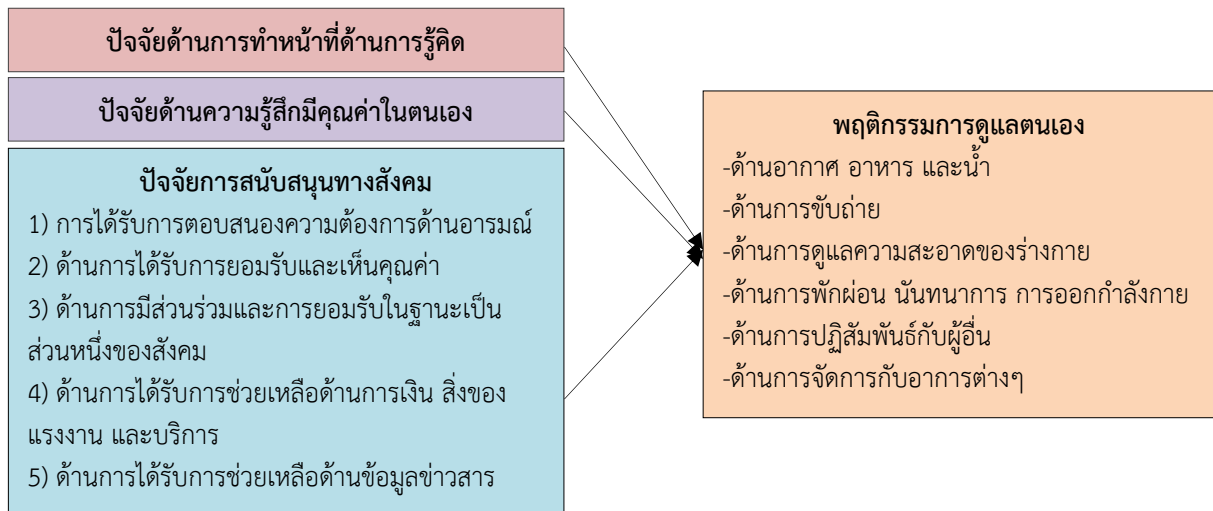 ปัจจัยด้านการทำหน้าที่ด้านการรู้คิด
ปัจจัยด้านความรู้สึกมีคุณค่าในตนเอง
ปัจจัยการสนับสนุนทางสังคม
1) การได้รับการตอบสนองความต้องการด้านอารมณ์
2) ด้านการได้รับการยอมรับและเห็นคุณค่า
3) ด้านการมีส่วนร่วมและการยอมรับในฐานะเป็น
ส่วนหนึ่งของสังคม
4) ด้านการได้รับการช่วยเหลือด้านการเงิน สิ่งของ
แรงงาน และบริการ
5) ด้านการได้รับการช่วยเหลือด้านข้อมูลข่าวสาร
พฤติกรรมการดูแลตนเอง
-ด้านอากาศ อาหาร และน้ำ
-ด้านการขับถ่าย
-ด้านการดูแลความสะอาดของร่างกาย
-ด้านการพักผ่อน นันทนาการ การออกกำลังกาย
-ด้านการปฏิสัมพันธ์กับผู้อื่น
-ด้านการจัดการกับอาการต่างๆ